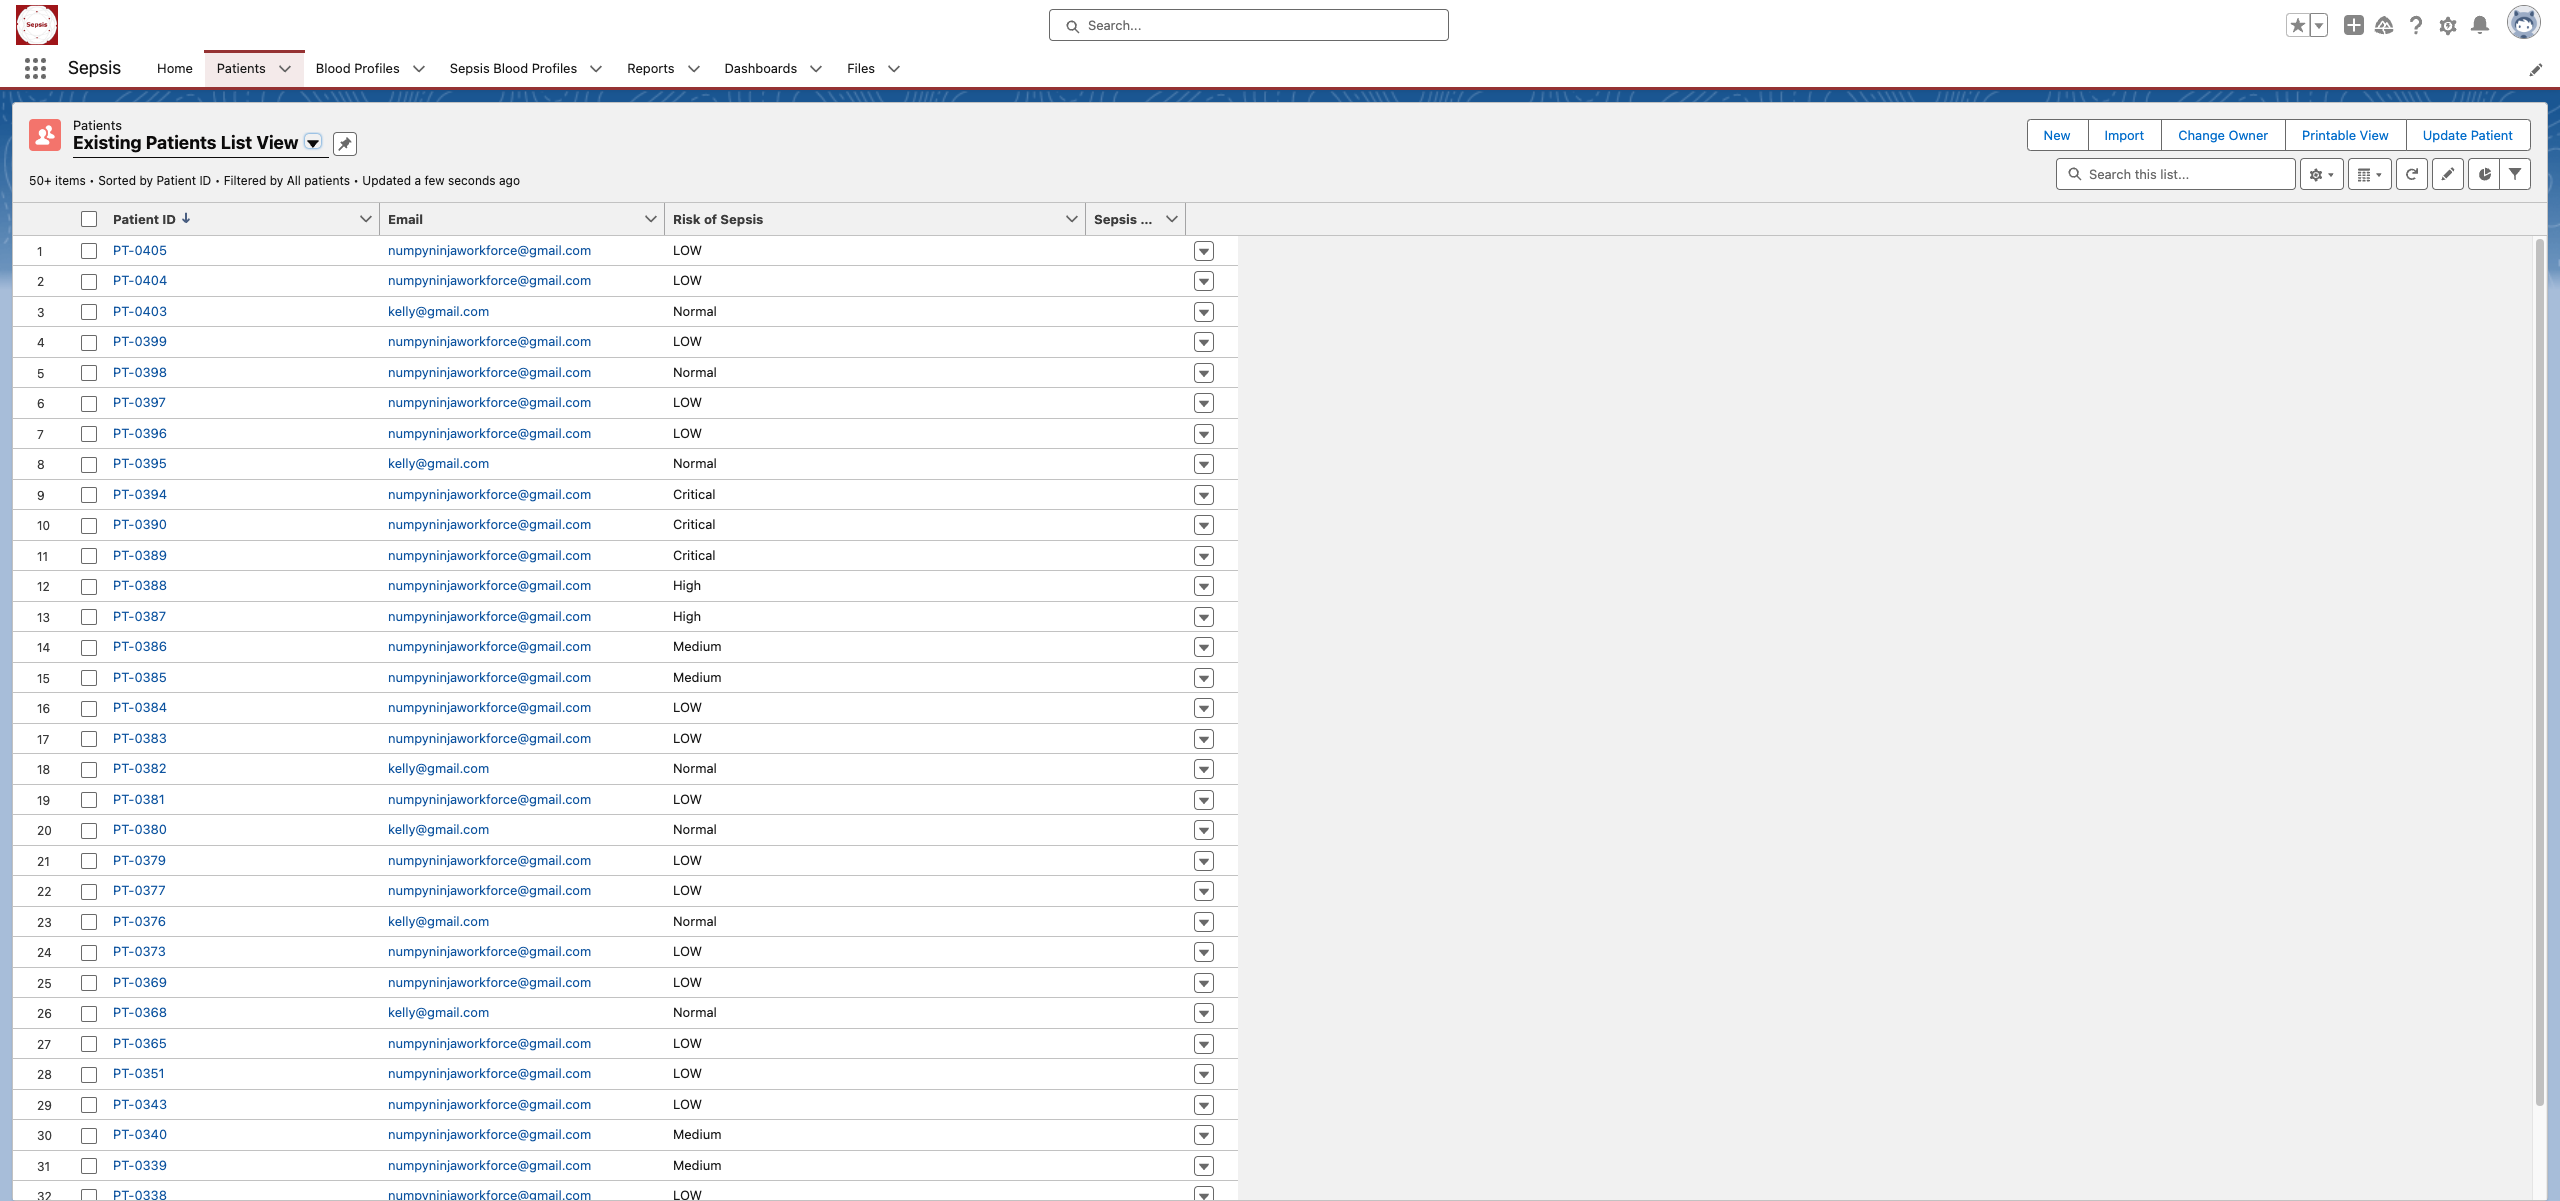 Sepsis
Search...
Sepsis Home Patients Blood Profiles Sepsis Blood Profiles Reports Dashboards Files
Patients
Existing Patients List View
New Import Change Owner Printable View Update Patient
50+ items • Sorted by Patient ID • Filtered by All patients • Updated a few seconds ago
Search this list...
Patient ID Email Risk of Sepsis Sepsis ...
1 PT-0405 numpyninjaworkforce@gmail.com LOW
2 PT-0404 numpyninjaworkforce@gmail.com LOW
3 PT-0403 kelly@gmail.com Normal
4 PT-0399 numpyninjaworkforce@gmail.com LOW
5 PT-0398 numpyninjaworkforce@gmail.com Normal
6 PT-0397 numpyninjaworkforce@gmail.com LOW
7 PT-0396 numpyninjaworkforce@gmail.com LOW
8 PT-0395 kelly@gmail.com Normal
9 PT-0394 numpyninjaworkforce@gmail.com Critical
10 PT-0390 numpyninjaworkforce@gmail.com Critical
11 PT-0389 numpyninjaworkforce@gmail.com Critical
12 PT-0388 numpyninjaworkforce@gmail.com High
13 PT-0387 numpyninjaworkforce@gmail.com High
14 PT-0386 numpyninjaworkforce@gmail.com Medium
15 PT-0385 numpyninjaworkforce@gmail.com Medium
16 PT-0384 numpyninjaworkforce@gmail.com LOW
17 PT-0383 numpyninjaworkforce@gmail.com LOW
18 PT-0382 kelly@gmail.com Normal
19 PT-0381 numpyninjaworkforce@gmail.com LOW
20 PT-0380 kelly@gmail.com Normal
21 PT-0379 numpyninjaworkforce@gmail.com LOW
22 PT-0377 numpyninjaworkforce@gmail.com LOW
23 PT-0376 kelly@gmail.com Normal
24 PT-0373 numpyninjaworkforce@gmail.com LOW
25 PT-0369 numpyninjaworkforce@gmail.com LOW
26 PT-0368 kelly@gmail.com Normal
27 PT-0365 numpyninjaworkforce@gmail.com LOW
28 PT-0351 numpyninjaworkforce@gmail.com LOW
29 PT-0343 numpyninjaworkforce@gmail.com LOW
30 PT-0340 numpyninjaworkforce@gmail.com Medium
31 PT-0339 numpyninjaworkforce@gmail.com Medium
32 PT-0338 numpyninjaworkforce@gmail.com LOW